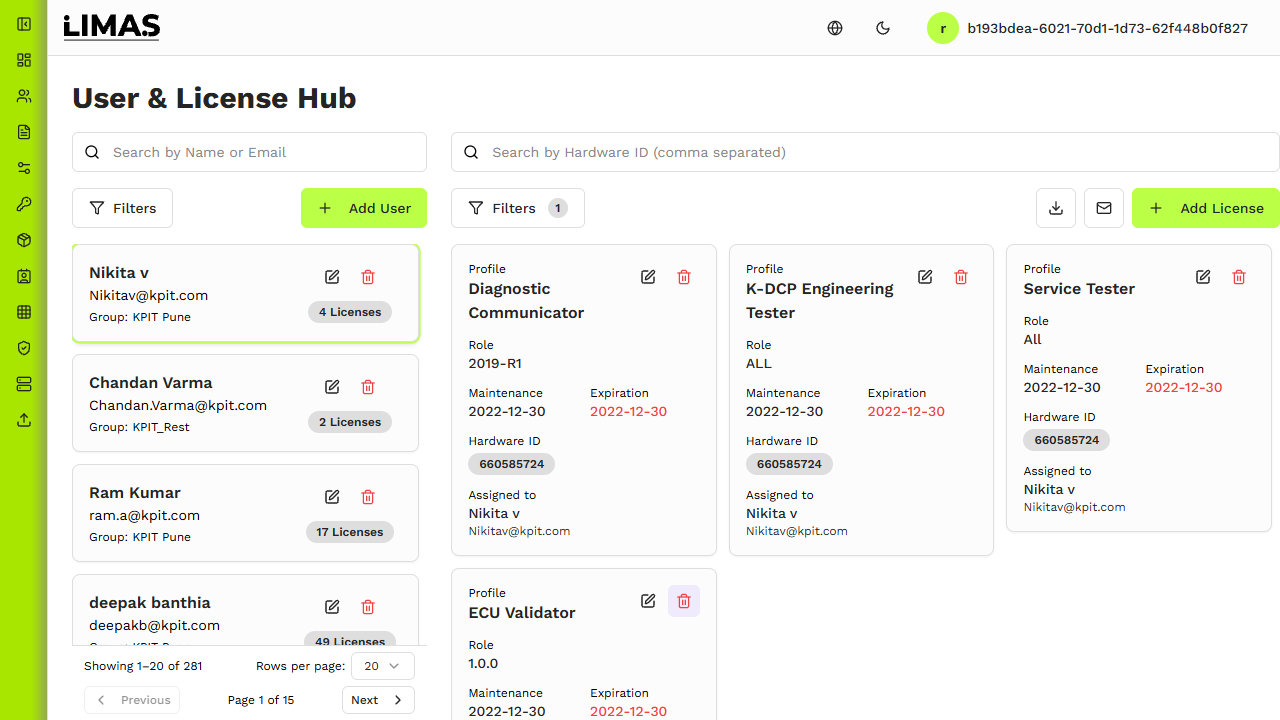 LIMAS
r
b193bdea-6021-70d1-1d73-62f448b0f827
User & License Hub
Search by Name or Email
Filters
Add User
Nikita v
Nikitav@kpit.com
Group: KPIT Pune
4 Licenses
Chandan Varma
Chandan.Varma@kpit.com
Group: KPIT_Rest
2 Licenses
Ram Kumar
ram.a@kpit.com
Group: KPIT Pune
17 Licenses
deepak banthia
deepakb@kpit.com
49 Licenses
Showing 1–20 of 281
Rows per page: 20
Previous
Page 1 of 15
Next
Search by Hardware ID (comma separated)
Filters 1
Add License
Profile
Diagnostic
Communicator
Role
2019-R1
Maintenance Expiration
2022-12-30 2022-12-30
Hardware ID
660585724
Assigned to
Nikita v
Nikitav@kpit.com
Profile
K-DCP Engineering
Tester
Role
ALL
Maintenance Expiration
2022-12-30 2022-12-30
Hardware ID
660585724
Assigned to
Nikita v
Nikitav@kpit.com
Profile
Service Tester
Role
All
Maintenance Expiration
2022-12-30 2022-12-30
Hardware ID
660585724
Assigned to
Nikita v
Nikitav@kpit.com
Profile
ECU Validator
Role
1.0.0
Maintenance Expiration
2022-12-30 2022-12-30